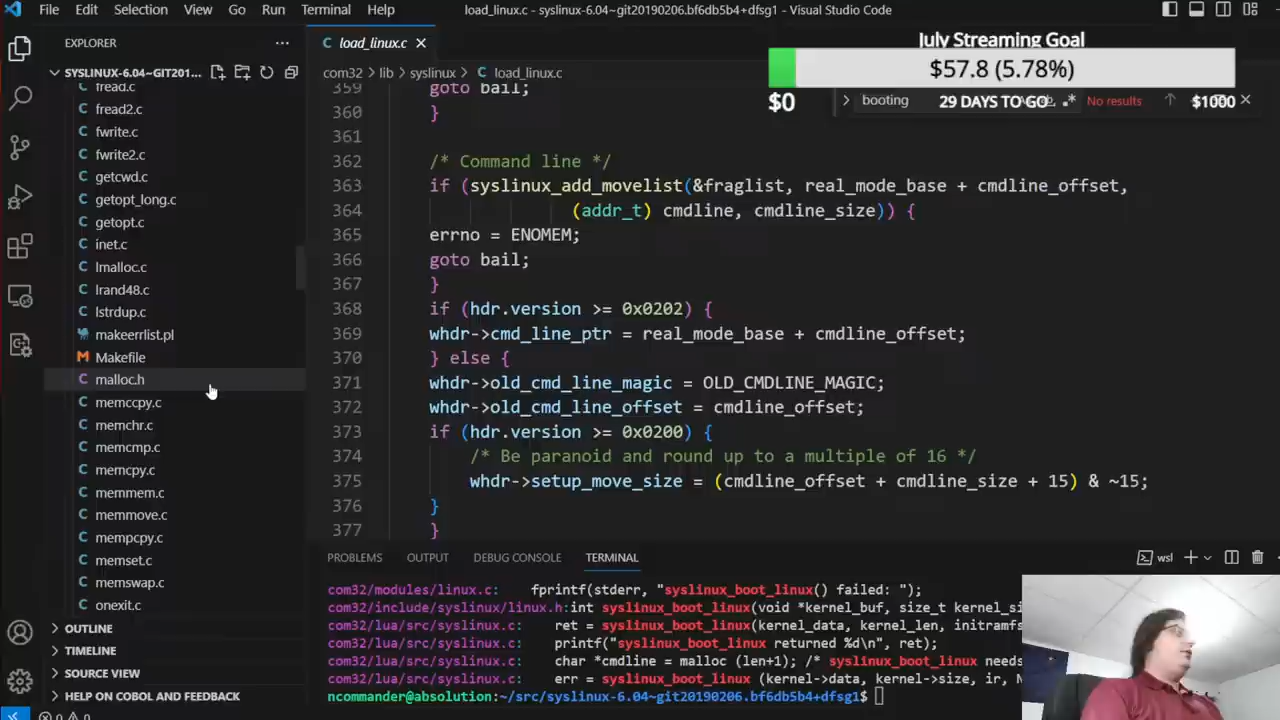 File Edit Selection View Go Run Terminal Help
load_linux.c - syslinux-6.04~git20190206.bf6db5b4+dfsg1 - Visual Studio Code
EXPLORER
SYSLINUX-6.04~GIT201...
fread.c
fread2.c
fwrite.c
fwrite2.c
getcwd.c
getopt_long.c
getopt.c
inet.c
lmalloc.c
lrand48.c
lstrdup.c
makeerrlist.pl
Makefile
malloc.h
memccpy.c
memchr.c
memcmp.c
memcpy.c
memmem.c
memmove.c
mempcpy.c
memset.c
memswap.c
onexit.c
OUTLINE
TIMELINE
SOURCE VIEW
HELP ON COBOL AND FEEDBACK
load_linux.c
com32 > lib > syslinux > C load_linux.c
July Streaming Goal
$57.8 (5.78%)
$0 29 DAYS TO GO $1000
booting
No results
359 goto bail;
360 }
361
362 /* Command line */
363 if (syslinux_add_movelist(&fraglist, real_mode_base + cmdline_offset,
364 (addr_t) cmdline, cmdline_size)) {
365 errno = ENOMEM;
366 goto bail;
367 }
368 if (hdr.version >= 0x0202) {
369 whdr->cmd_line_ptr = real_mode_base + cmdline_offset;
370 } else {
371 whdr->old_cmd_line_magic = OLD_CMDLINE_MAGIC;
372 whdr->old_cmd_line_offset = cmdline_offset;
373 if (hdr.version >= 0x0200) {
374 /* Be paranoid and round up to a multiple of 16 */
375 whdr->setup_move_size = (cmdline_offset + cmdline_size + 15) & ~15;
376 }
377 }
PROBLEMS OUTPUT DEBUG CONSOLE TERMINAL
wsl
com32/modules/linux.c: fprintf(stderr, "syslinux_boot_linux() failed: ");
com32/include/syslinux/linux.h:int syslinux_boot_linux(void *kernel_buf, size_t kernel_si
com32/lua/src/syslinux.c: ret = syslinux_boot_linux(kernel_data, kernel_len, initramfs
com32/lua/src/syslinux.c: printf("syslinux_boot_linux returned %d\n", ret);
com32/lua/src/syslinux.c: char *cmdline = malloc (len+1); /* syslinux_boot_linux needs
com32/lua/src/syslinux.c: err = syslinux_boot_linux (kernel->data, kernel->size, ir, N
ncommander@absolution:~/src/syslinux-6.04~git20190206.bf6db5b4+dfsg1$